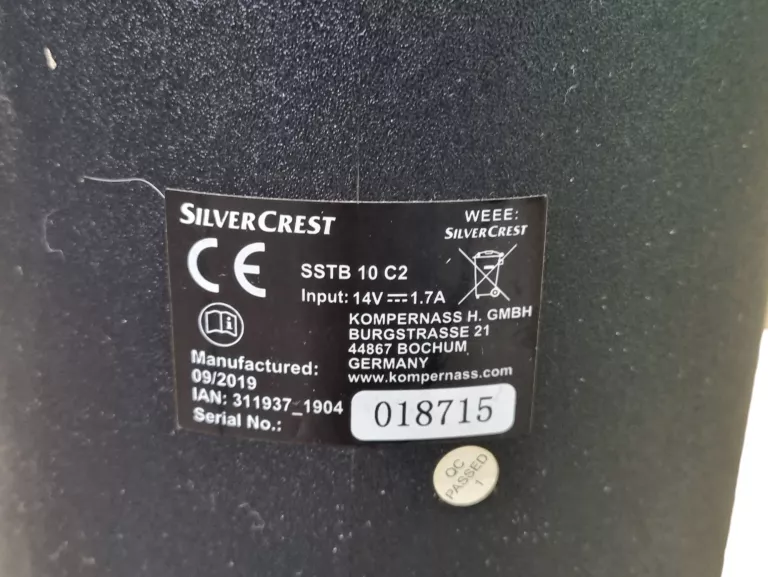 SILVERCREST
WEEE:
SILVERCREST
CE
SSTB 10 C2
Input: 14V ⎓ 1.7A
KOMPERNASS H. GMBH
BURGSTRASSE 21
44867 BOCHUM
GERMANY
www.kompernass.com
Manufactured:
09/2019
IAN: 311937_1904
Serial No.:
018715
QC
PASSED
1